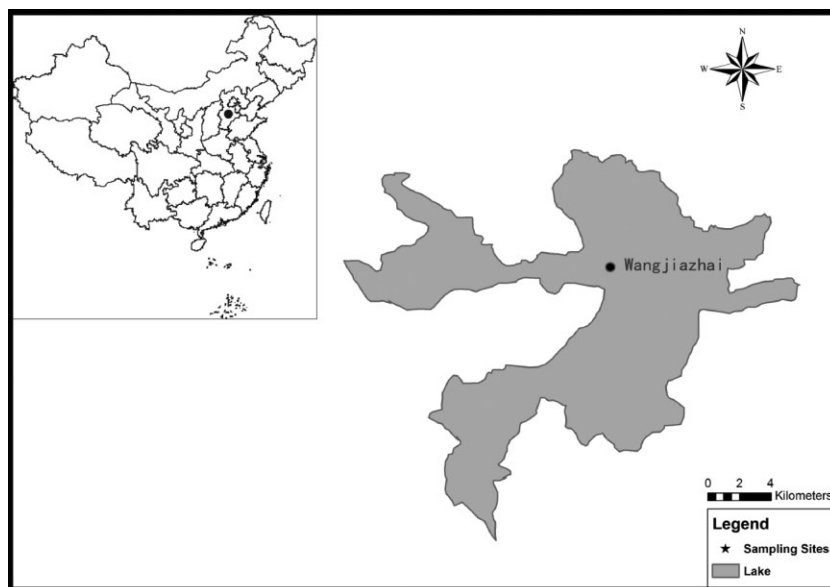 N
W E
S
Wangjiazhai
0 2 4
Kilometers
Legend
Sampling Sites
Lake